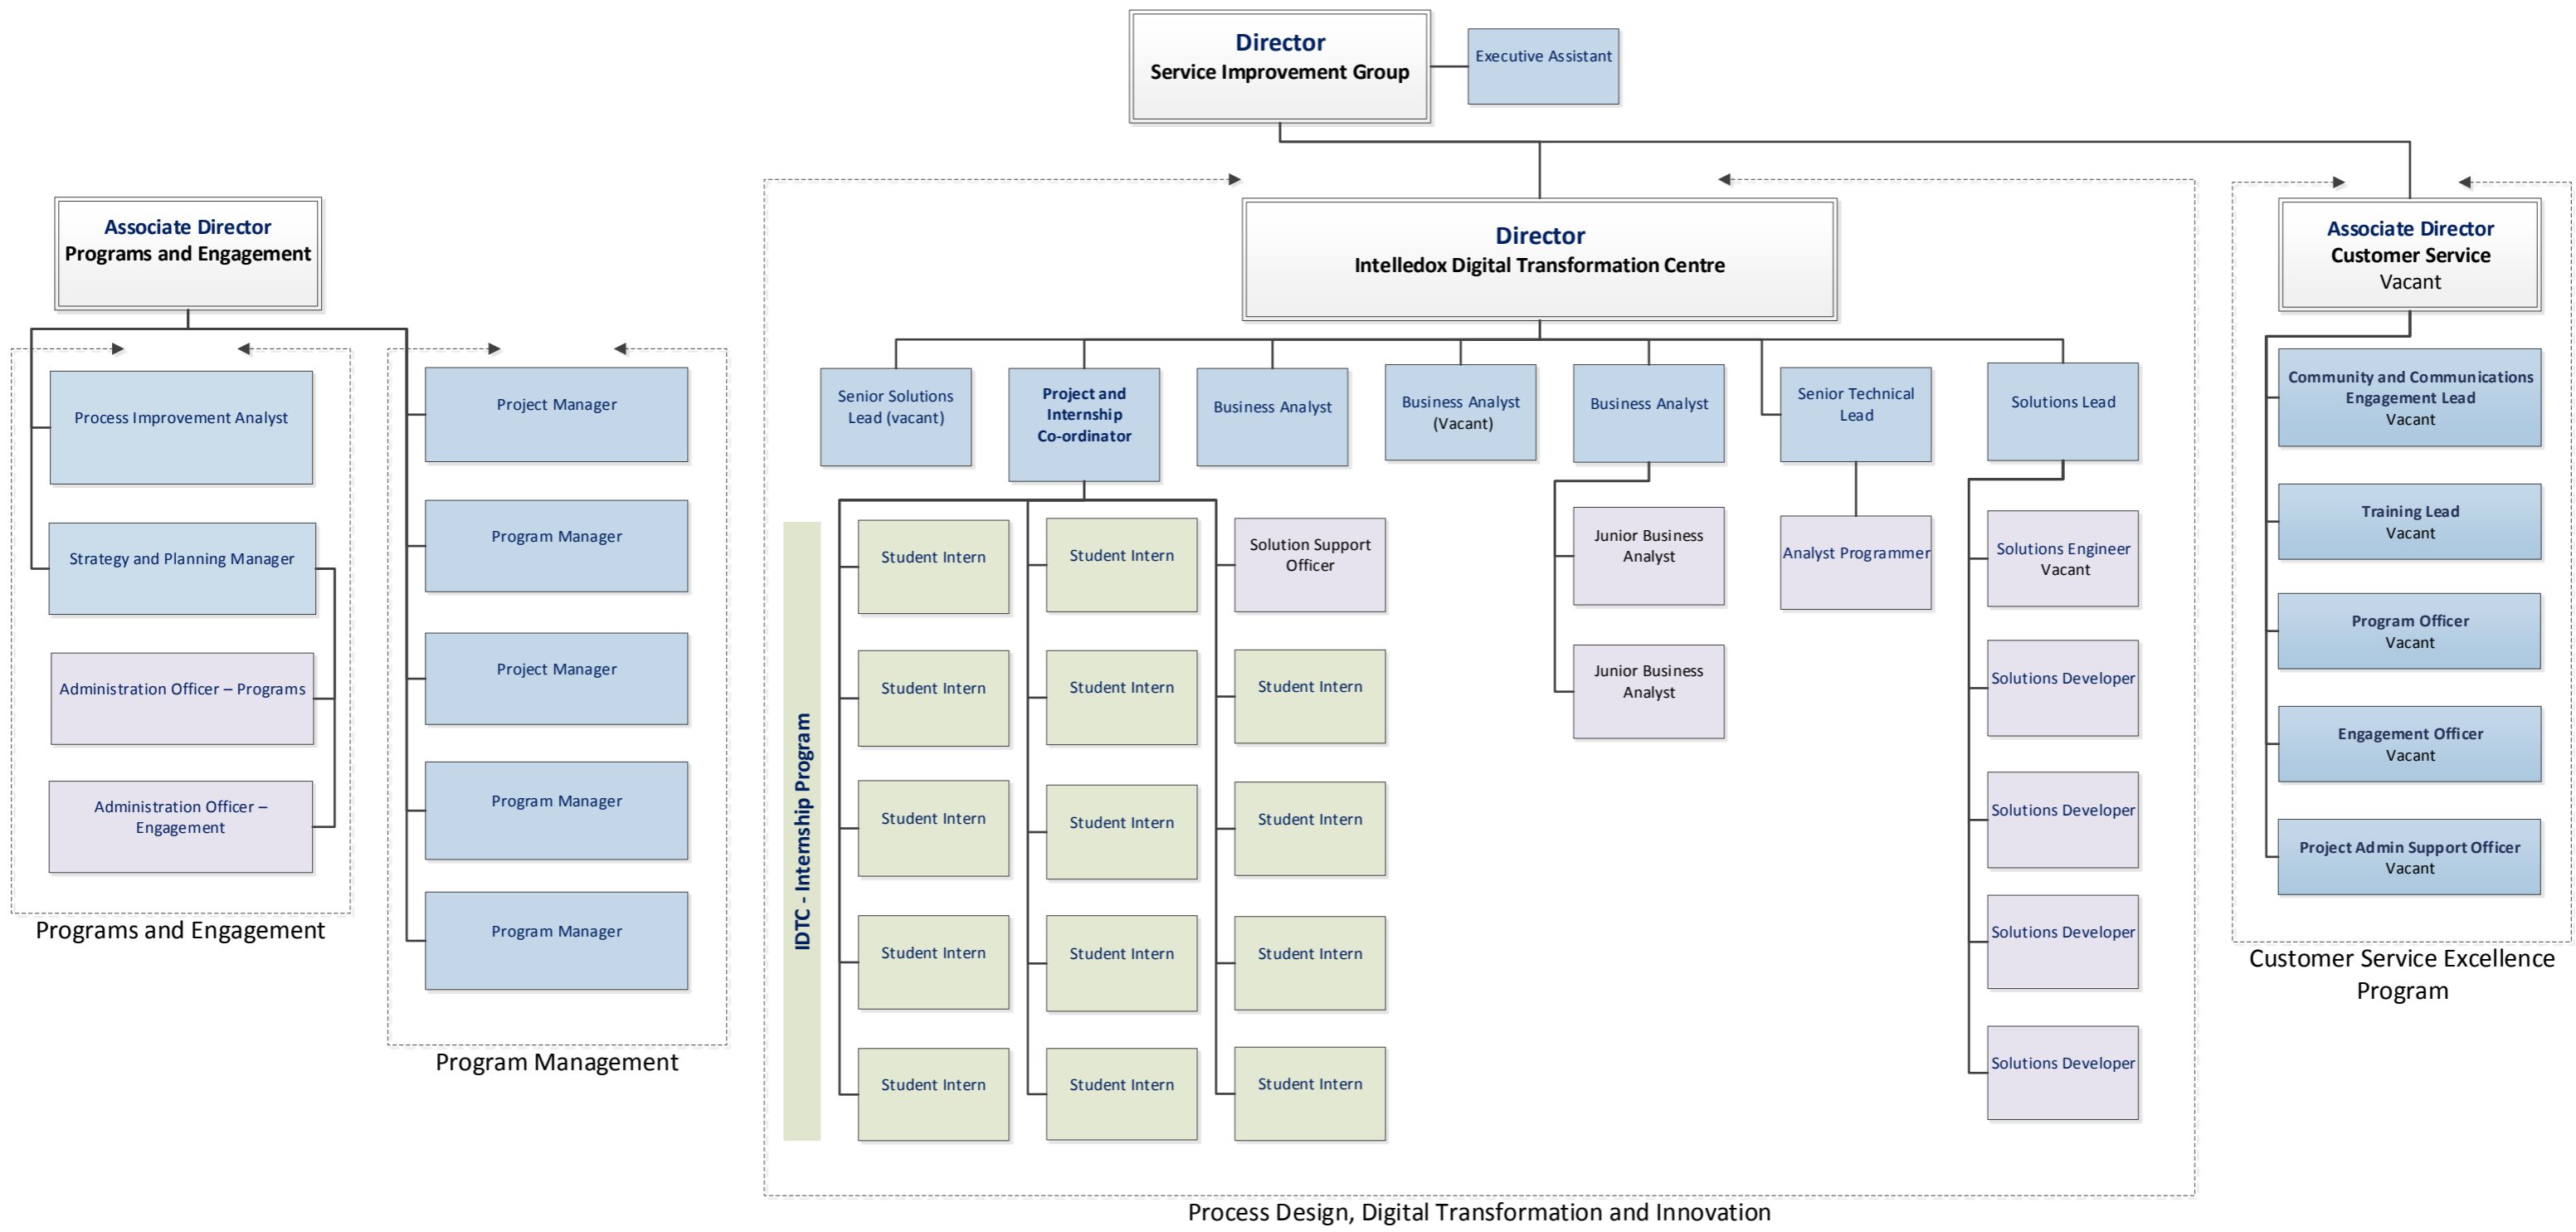 Director
Service Improvement Group
Executive Assistant
Associate Director
Programs and Engagement
Process Improvement Analyst
Strategy and Planning Manager
Administration Officer – Programs
Administration Officer –
Engagement
Programs and Engagement
Project Manager
Program Manager
Project Manager
Program Manager
Program Manager
Program Management
Director
Intelledox Digital Transformation Centre
Senior Solutions
Lead (vacant)
Project and
Internship
Co-ordinator
Business Analyst
Business Analyst
(Vacant)
Business Analyst
Senior Technical
Lead
Solutions Lead
IDTC - Internship Program
Student Intern
Student Intern
Student Intern
Student Intern
Student Intern
Student Intern
Student Intern
Student Intern
Student Intern
Student Intern
Solution Support
Officer
Student Intern
Student Intern
Student Intern
Student Intern
Junior Business
Analyst
Junior Business
Analyst
Analyst Programmer
Solutions Engineer
Vacant
Solutions Developer
Solutions Developer
Solutions Developer
Solutions Developer
Process Design, Digital Transformation and Innovation
Associate Director
Customer Service
Vacant
Community and Communications
Engagement Lead
Vacant
Training Lead
Vacant
Program Officer
Vacant
Engagement Officer
Vacant
Project Admin Support Officer
Vacant
Customer Service Excellence
Program